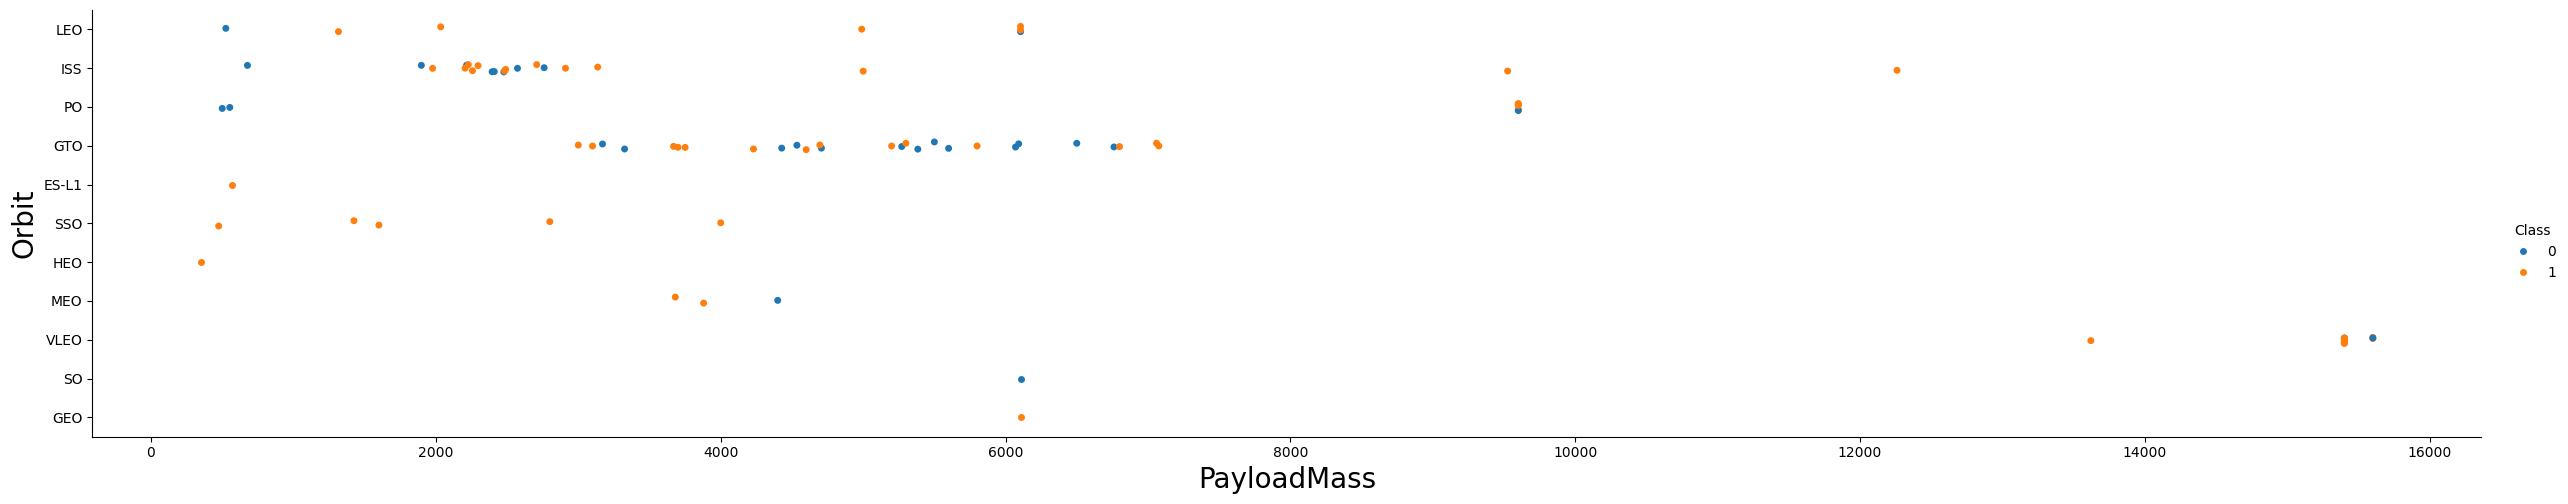 LEO
ISS
PO
GTO
ES-L1
SSO
HEO
MEO
VLEO
SO
GEO
Orbit
0 2000 4000 6000 8000 10000 12000 14000 16000
PayloadMass
Class
0
1